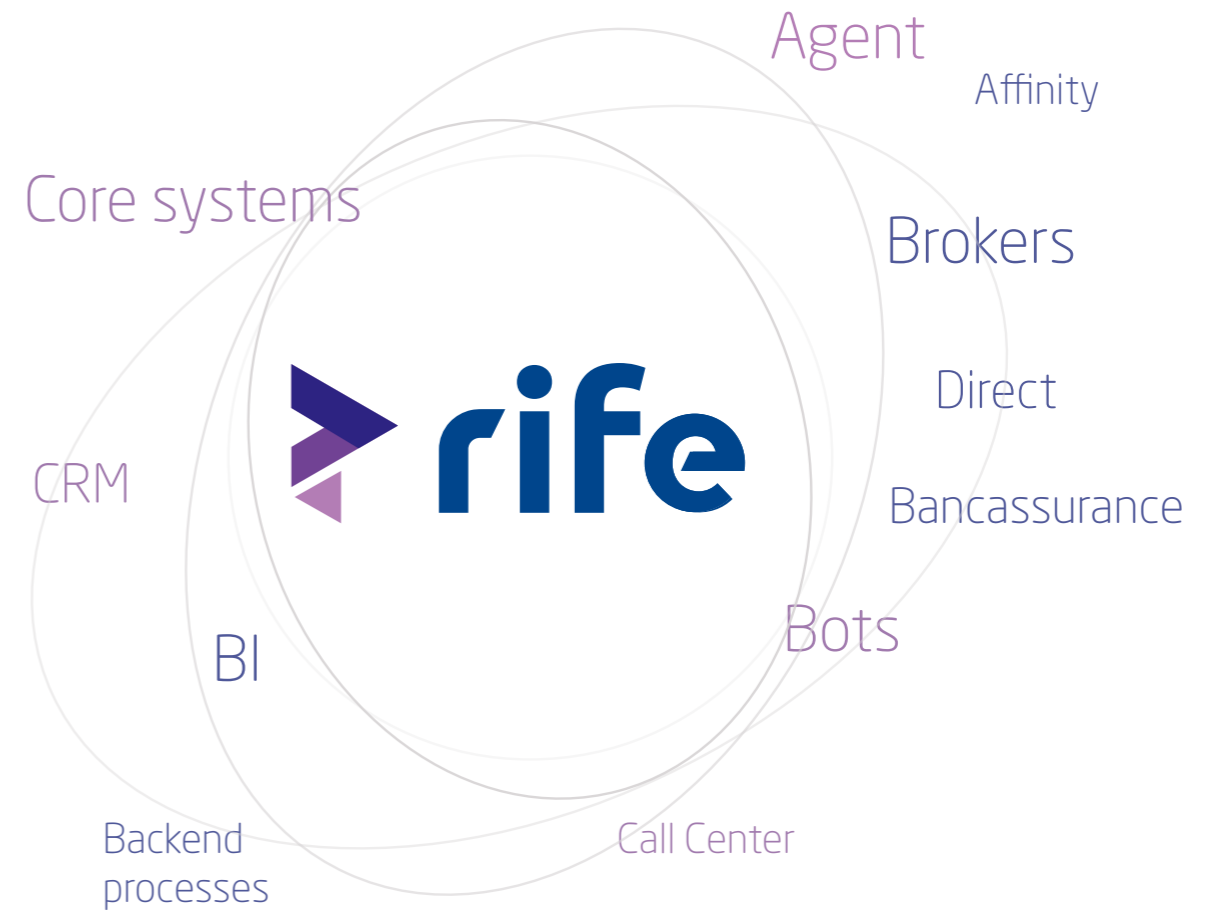 Agent
Affinity
Core systems
Brokers
rife
Direct
CRM
Bancassurance
Bots
BI
Backend
processes
Call Center